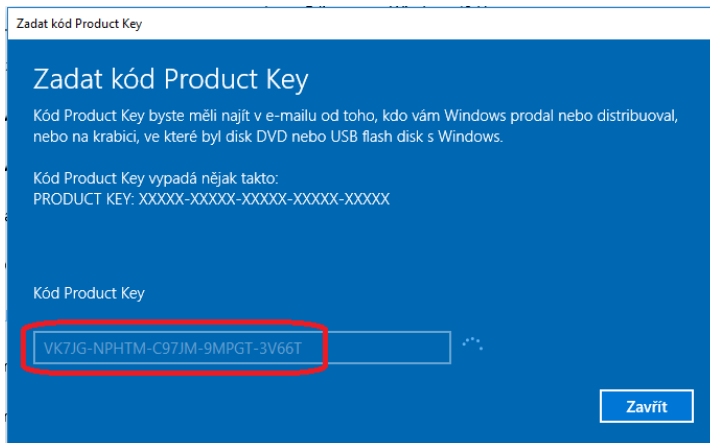 Zadat kód Product Key
Zadat kód Product Key
Kód Product Key byste měli najít v e-mailu od toho, kdo vám Windows prodal nebo distribuoval,
nebo na krabici, ve které byl disk DVD nebo USB flash disk s Windows.
Kód Product Key vypadá nějak takto:
PRODUCT KEY: XXXXX-XXXXX-XXXXX-XXXXX-XXXXX
Kód Product Key
VK7JG-NPHTM-C97JM-9MPGT-3V66T
Zavřít